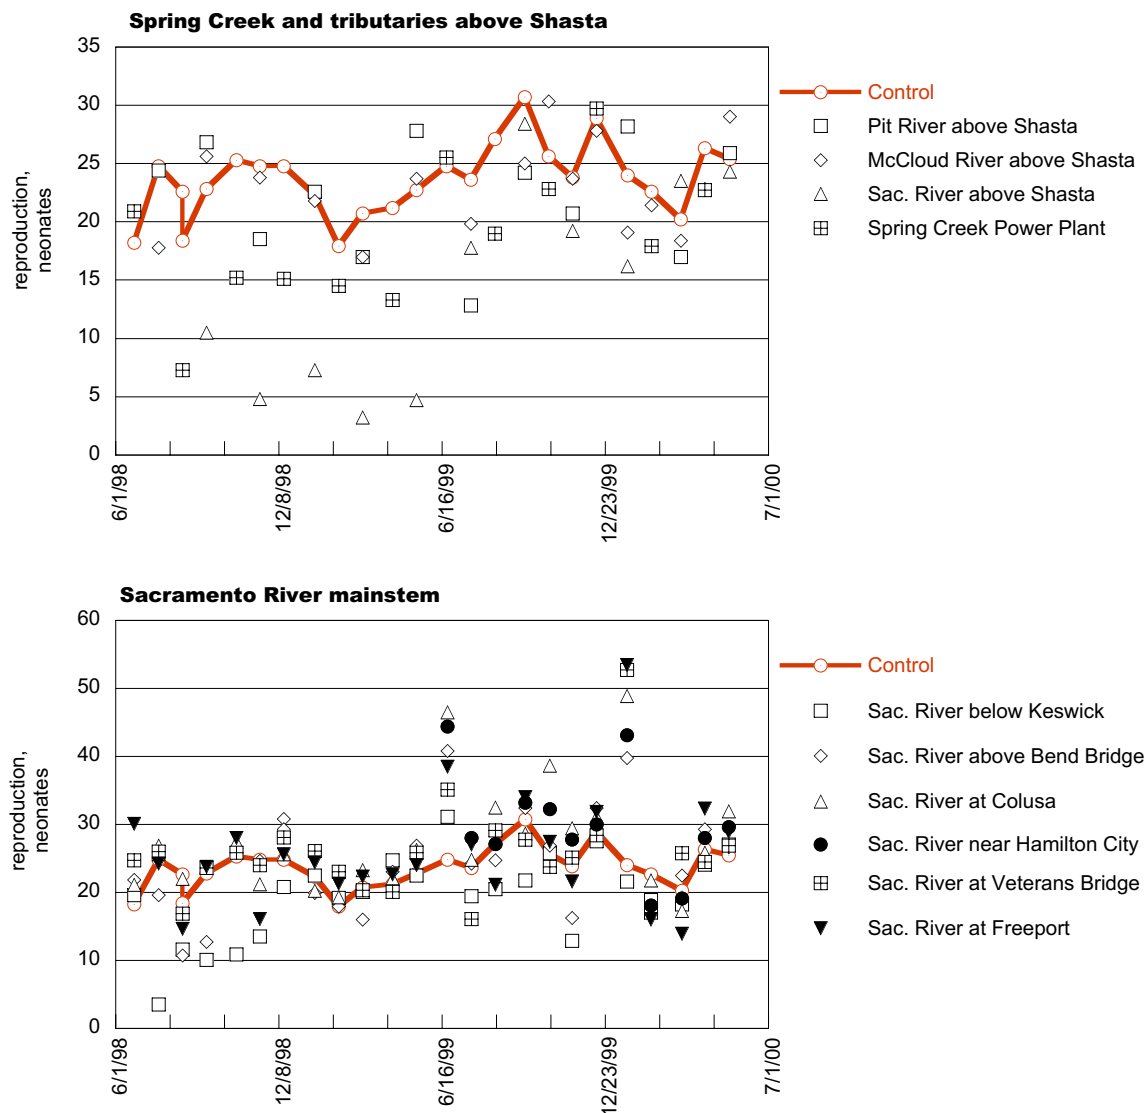 Spring Creek and tributaries above Shasta
35
30
25
20
15
10
5
0
reproduction,
neonates
6/1/98
12/8/98
6/16/99
12/23/99
7/1/00
Control
Pit River above Shasta
McCloud River above Shasta
Sac. River above Shasta
Spring Creek Power Plant
Sacramento River mainstem
60
50
40
30
20
10
0
reproduction,
neonates
6/1/98
12/8/98
6/16/99
12/23/99
7/1/00
Control
Sac. River below Keswick
Sac. River above Bend Bridge
Sac. River at Colusa
Sac. River near Hamilton City
Sac. River at Veterans Bridge
Sac. River at Freeport